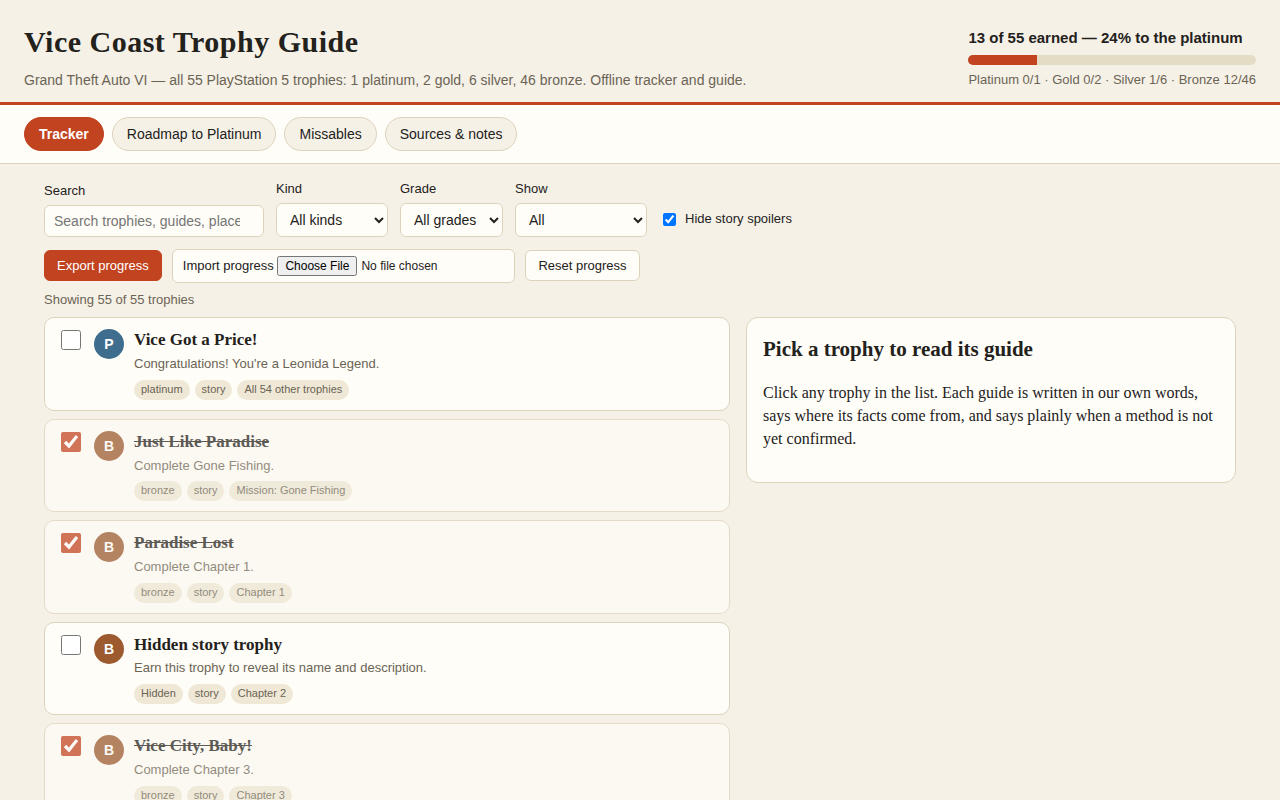 Vice Coast Trophy Guide
Grand Theft Auto VI — all 55 PlayStation 5 trophies: 1 platinum, 2 gold, 6 silver, 46 bronze. Offline tracker and guide.
13 of 55 earned — 24% to the platinum
Platinum 0/1 · Gold 0/2 · Silver 1/6 · Bronze 12/46
Tracker
Roadmap to Platinum
Missables
Sources & notes
Search
Search trophies, guides, place
Kind
All kinds
Grade
All grades
Show
All
Hide story spoilers
Export progress
Import progress Choose File No file chosen
Reset progress
Showing 55 of 55 trophies
P
Vice Got a Price!
Congratulations! You're a Leonida Legend.
platinum story All 54 other trophies
B
Just Like Paradise
Complete Gone Fishing.
bronze story Mission: Gone Fishing
B
Paradise Lost
Complete Chapter 1.
bronze story Chapter 1
B
Hidden story trophy
Earn this trophy to reveal its name and description.
Hidden story Chapter 2
B
Vice City, Baby!
Complete Chapter 3.
bronze story Chapter 3
Pick a trophy to read its guide
Click any trophy in the list. Each guide is written in our own words,
says where its facts come from, and says plainly when a method is not
yet confirmed.